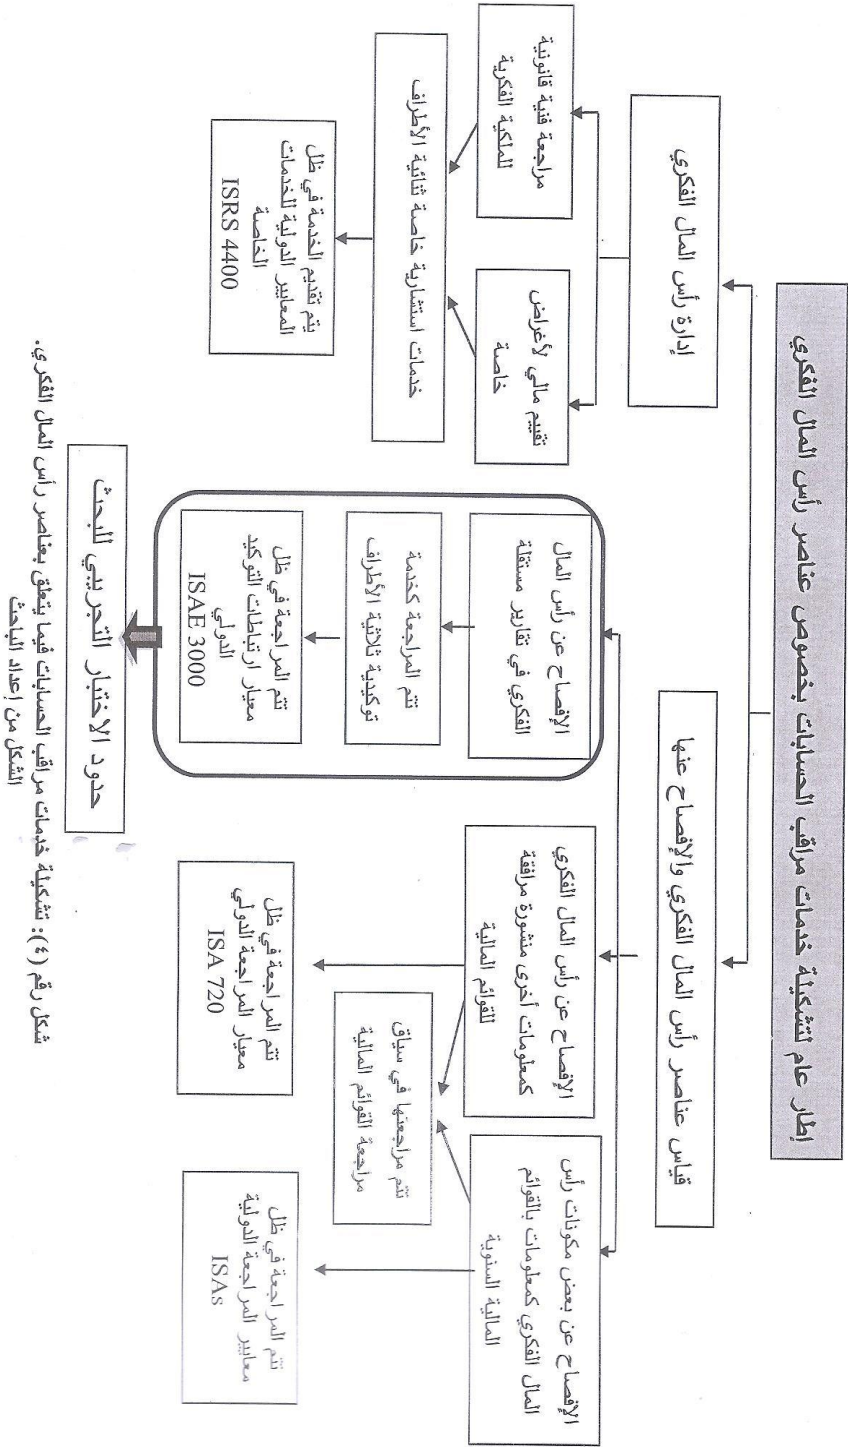 إطار عام لتشكيلة خدمات مراقب الحسابات بخصوص عناصر رأس المال الفكري
إدارة رأس المال الفكري
قياس عناصر رأس المال الفكري والإفصاح عنها
مراجعة فنية قانونية
للملكية الفكرية
تقييم مالي لأغراض
خاصة
خدمات استشارية خاصة ثنائية الأطراف
يتم تقديم الخدمة في ظل
المعايير الدولية للخدمات
الخاصة
ISRS 4400
الإفصاح عن رأس المال
الفكري في تقارير مستقلة
تتم المراجعة كخدمة
توكيدية ثلاثية الأطراف
تتم المراجعة في ظل
معيار ارتباطات التوكيد
الدولي
ISAE 3000
حدود الاختبار التجريبي للبحث
الإفصاح عن رأس المال الفكري
كمعلومات أخرى منشورة مرافقة
للقوائم المالية
الإفصاح عن بعض مكونات رأس
المال الفكري كمعلومات بالقوائم
المالية السنوية
تتم مراجعتها في سياق
مراجعة القوائم المالية
تتم المراجعة في ظل
معيار المراجعة الدولي
ISA 720
تتم المراجعة في ظل
معايير المراجعة الدولية
ISAs
شكل رقم (٤): تشكيلة خدمات مراقب الحسابات فيما يتعلق بعناصر رأس المال الفكري.
الشكل من إعداد الباحث